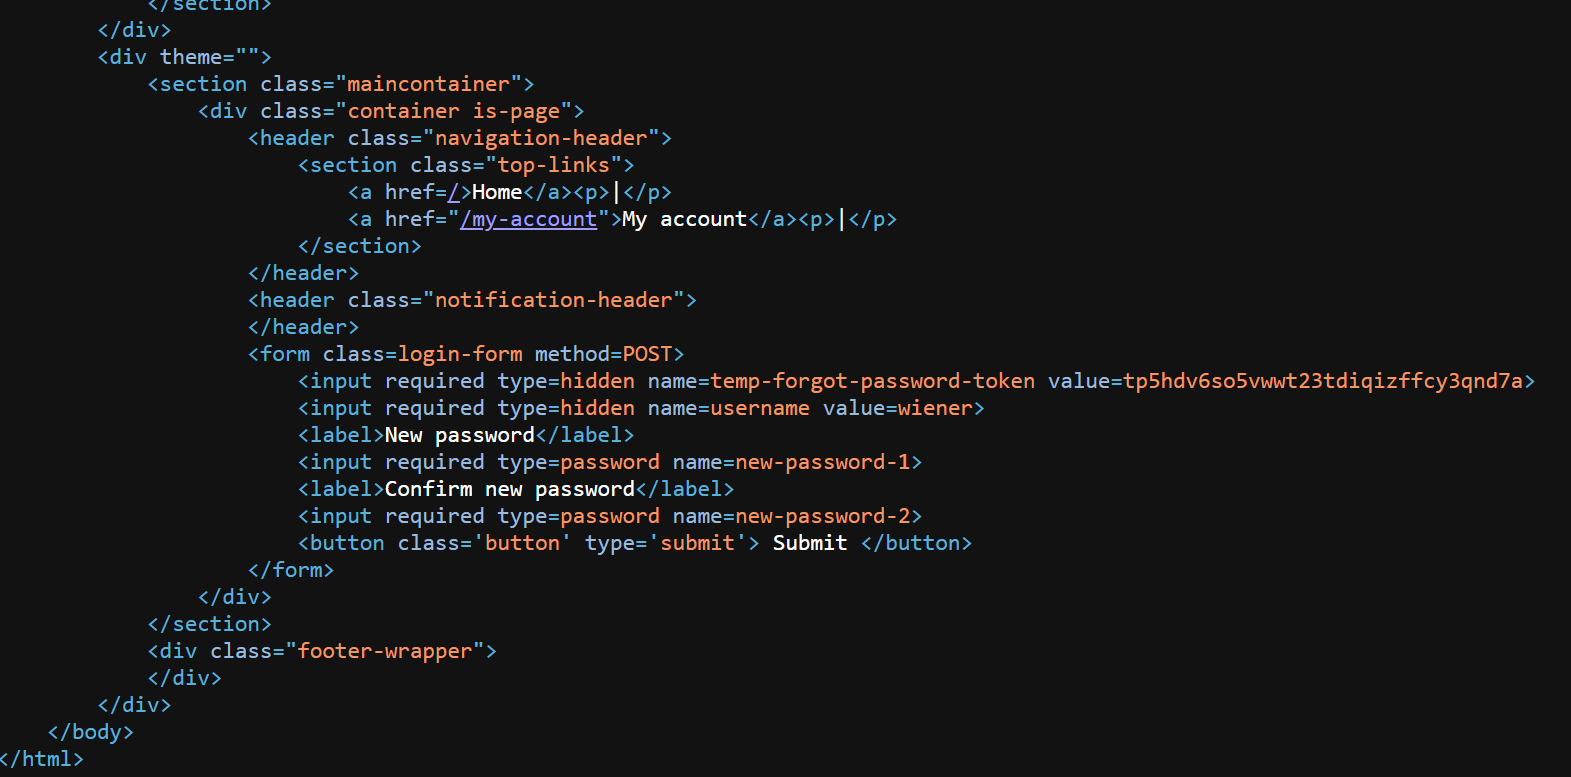 </section>
</div>
<div theme="">
<section class="maincontainer">
<div class="container is-page">
<header class="navigation-header">
<section class="top-links">
<a href=/>Home</a><p>|</p>
<a href="/my-account">My account</a><p>|</p>
</section>
</header>
<header class="notification-header">
</header>
<form class=login-form method=POST>
<input required type=hidden name=temp-forgot-password-token value=tp5hdv6so5vwwt23tdiqizffcy3qnd7a>
<input required type=hidden name=username value=wiener>
<label>New password</label>
<input required type=password name=new-password-1>
<label>Confirm new password</label>
<input required type=password name=new-password-2>
<button class='button' type='submit'> Submit </button>
</form>
</div>
</section>
<div class="footer-wrapper">
</div>
</div>
</body>
</html>